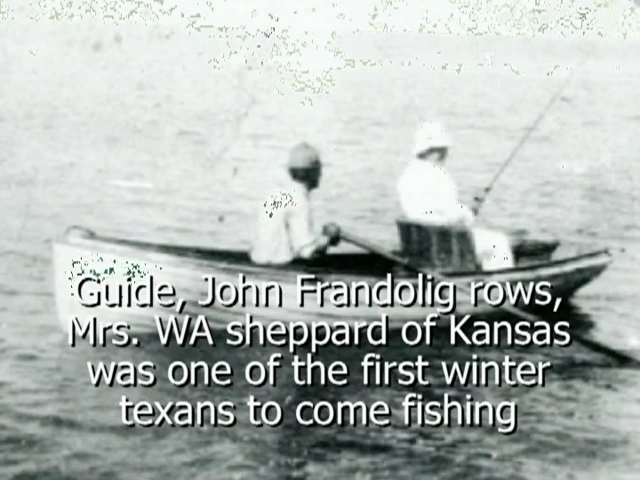 Guide, John Frandolig rows,
Mrs. WA sheppard of Kansas
was one of the first winter
texans to come fishing